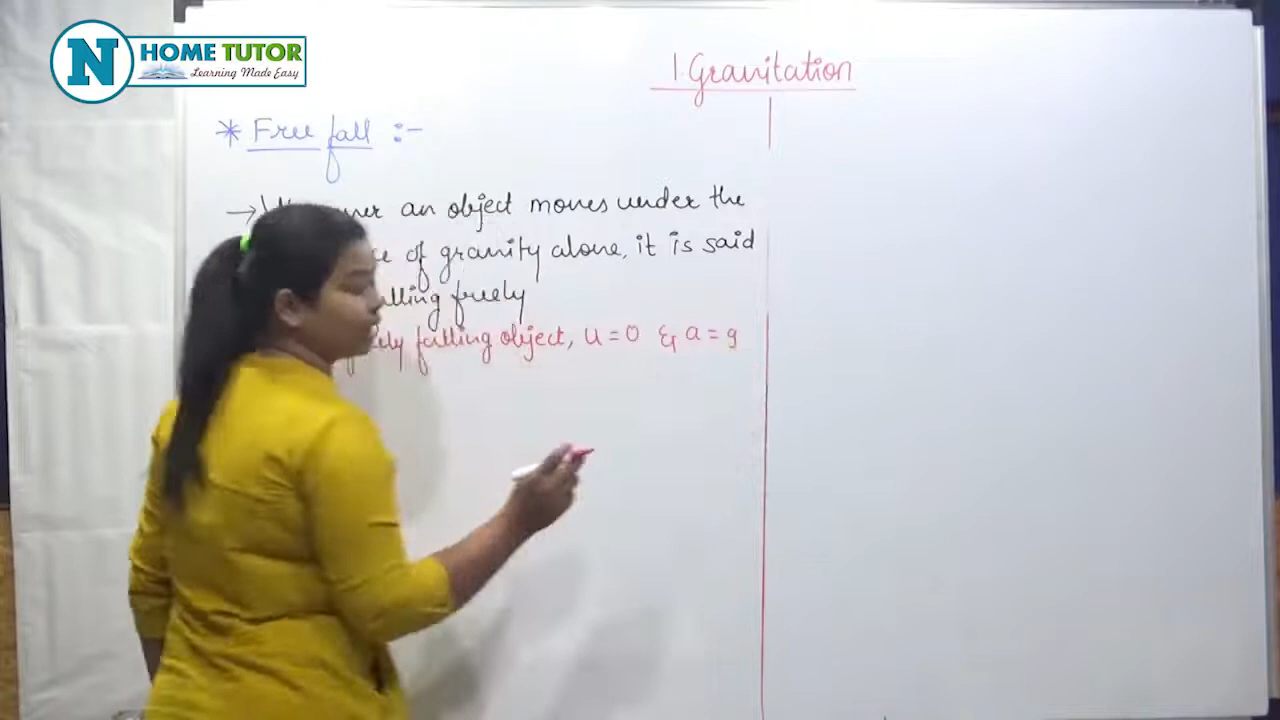 N HOME TUTOR
Learning Made Easy
1. Gravitation
* Free fall :-
→ an object moves under the
of gravity alone, it is said
falling freely
falling object, u = 0 & a = g